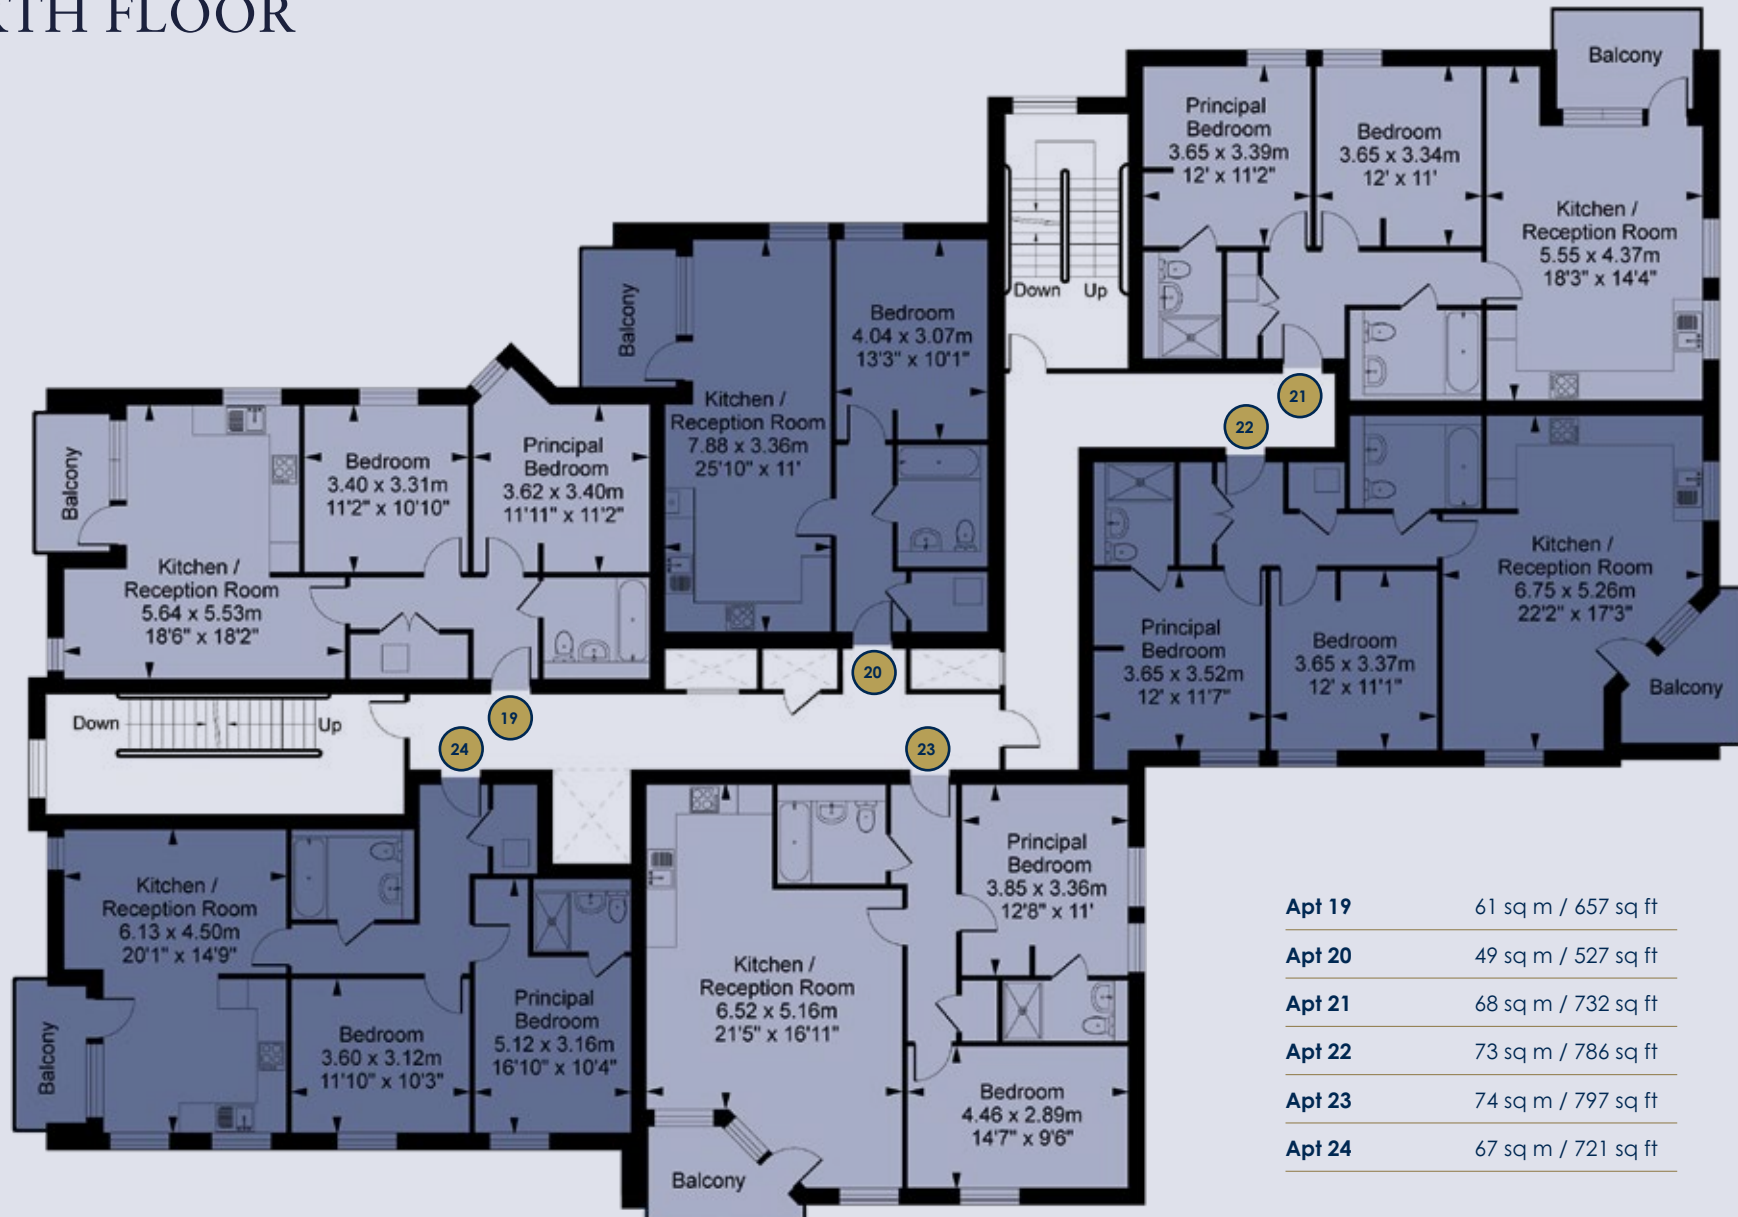 RTH FLOOR
Balcony
Principal
Bedroom
3.65 x 3.39m
12' x 11'2"
Bedroom
3.65 x 3.34m
12' x 11'
Kitchen /
Reception Room
5.55 x 4.37m
18'3" x 14'4"
Down Up
21
22
Balcony
Kitchen /
Reception Room
7.88 x 3.36m
25'10" x 11'
Bedroom
4.04 x 3.07m
13'3" x 10'1"
Balcony
Kitchen /
Reception Room
5.64 x 5.53m
18'6" x 18'2"
Bedroom
3.40 x 3.31m
11'2" x 10'10"
Principal
Bedroom
3.62 x 3.40m
11'11" x 11'2"
Principal
Bedroom
3.65 x 3.52m
12' x 11'7"
Bedroom
3.65 x 3.37m
12' x 11'1"
Kitchen /
Reception Room
6.75 x 5.26m
22'2" x 17'3"
Balcony
20
19
Down Up
24
23
Kitchen /
Reception Room
6.13 x 4.50m
20'1" x 14'9"
Balcony
Bedroom
3.60 x 3.12m
11'10" x 10'3"
Principal
Bedroom
5.12 x 3.16m
16'10" x 10'4"
Kitchen /
Reception Room
6.52 x 5.16m
21'5" x 16'11"
Principal
Bedroom
3.85 x 3.36m
12'8" x 11'
Bedroom
4.46 x 2.89m
14'7" x 9'6"
Balcony
Apt 19 61 sq m / 657 sq ft
Apt 20 49 sq m / 527 sq ft
Apt 21 68 sq m / 732 sq ft
Apt 22 73 sq m / 786 sq ft
Apt 23 74 sq m / 797 sq ft
Apt 24 67 sq m / 721 sq ft